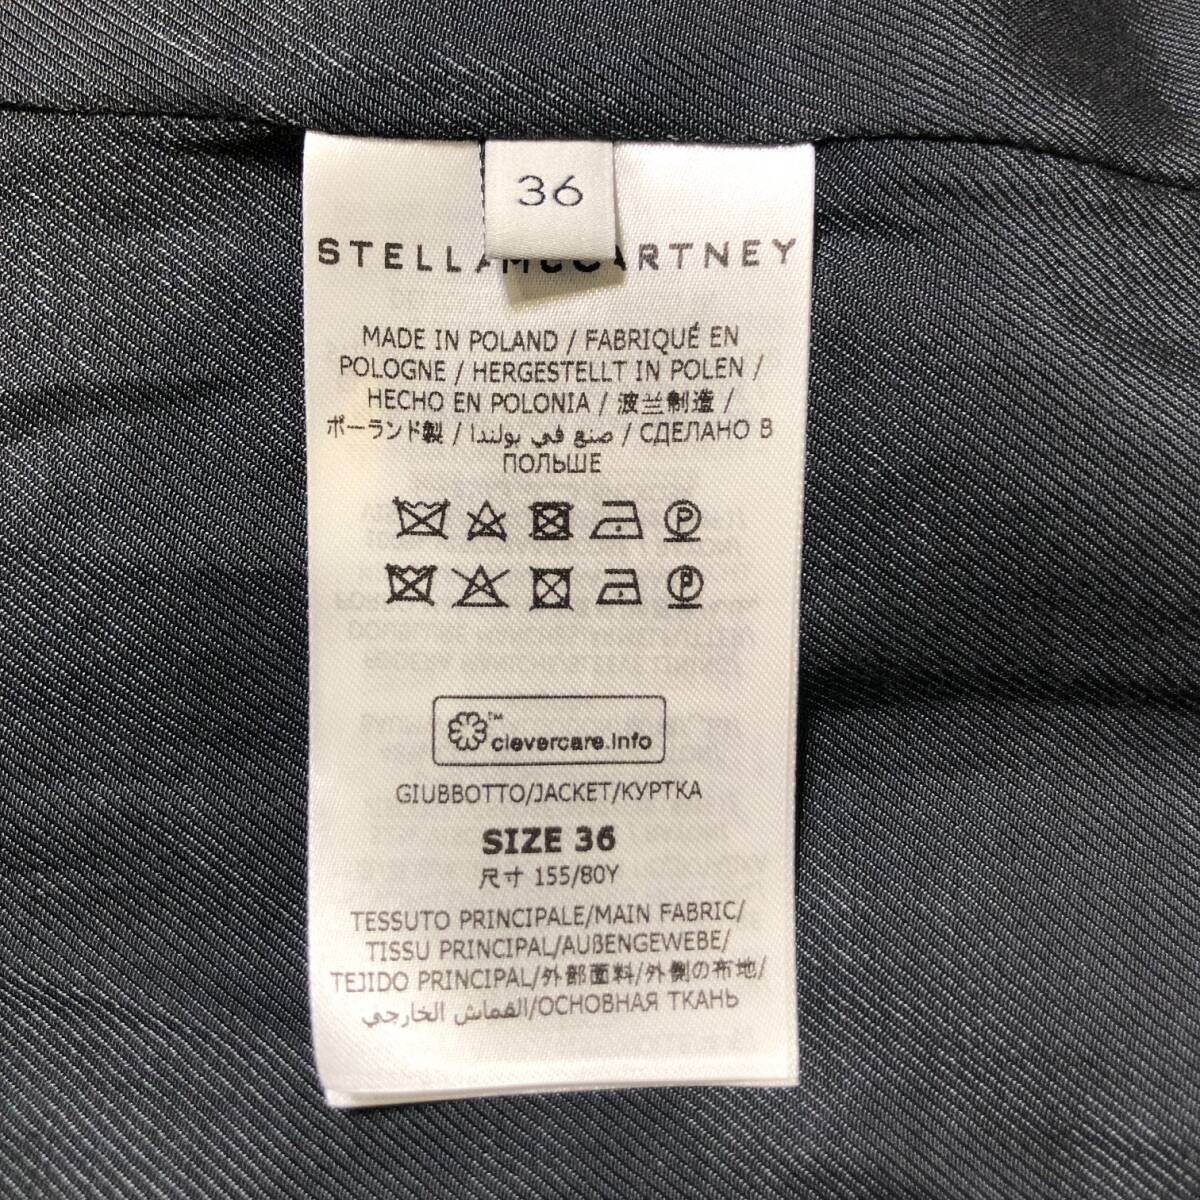 36
STELLA McCARTNEY
MADE IN POLAND / FABRIQUÉ EN
POLOGNE / HERGESTELLT IN POLEN /
HECHO EN POLONIA / 波兰制造 /
ポーランド製 / صنع في بولندا / СДЕЛАНО В
ПОЛЬШЕ
P
P
™
clevercare.info
GIUBBOTTO/JACKET/КУРТКА
SIZE 36
尺寸 155/80Y
TESSUTO PRINCIPALE/MAIN FABRIC/
TISSU PRINCIPAL/AUßENGEWEBE/
TEJIDO PRINCIPAL/外部面料/外側の布地/
القماش الخارجي/ОСНОВНАЯ ТКАНЬ